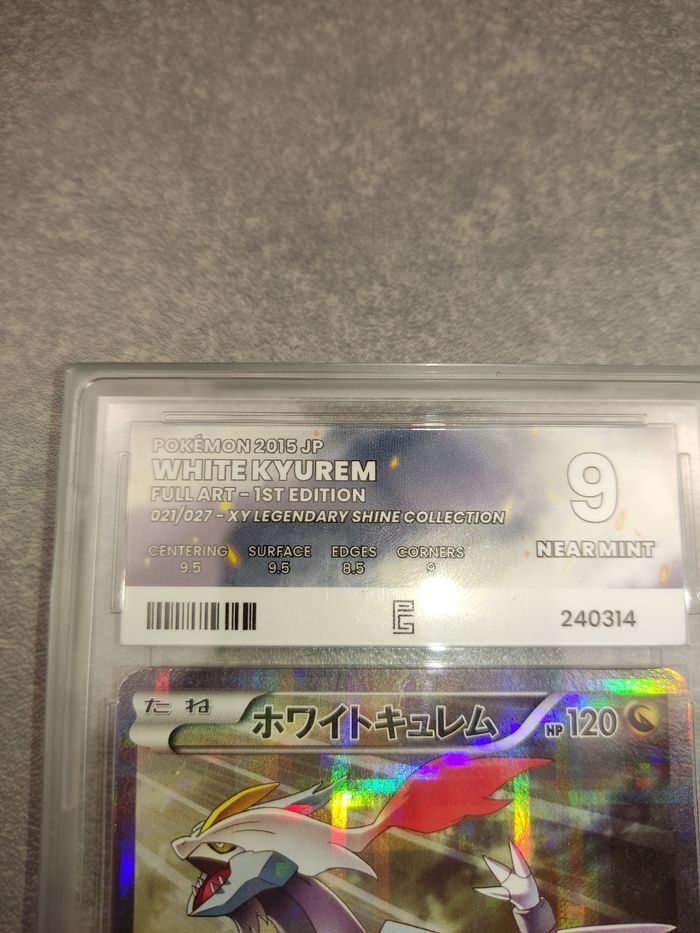 POKÉMON 2015 JP
WHITE KYUREM
FULL ART - 1ST EDITION
021/027 - XY LEGENDARY SHINE COLLECTION
9
NEAR MINT
CENTERING SURFACE EDGES CORNERS
9.5 9.5 8.5 9
PG
240314
たね ホワイトキュレム HP120